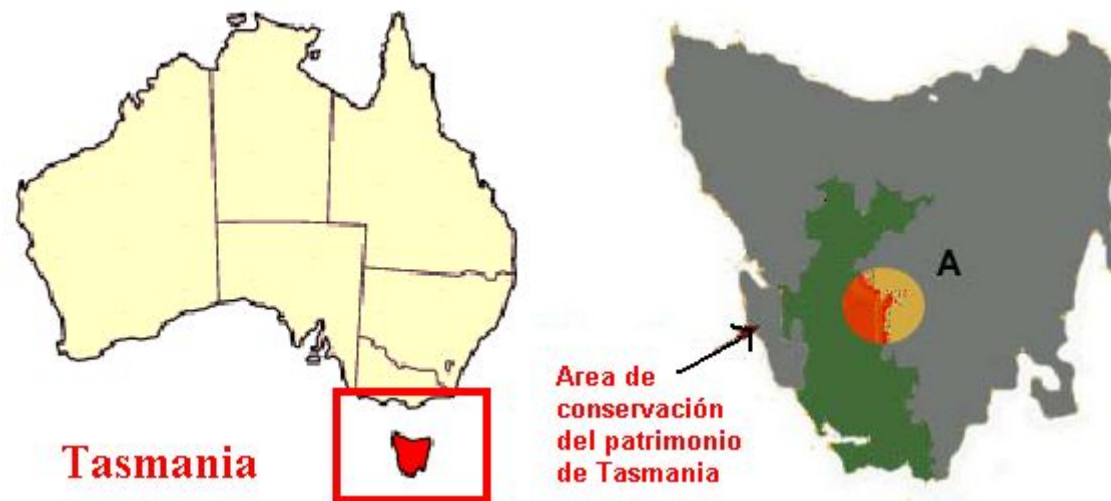 Tasmania
A
Area de
conservación
del patrimonio
de Tasmania